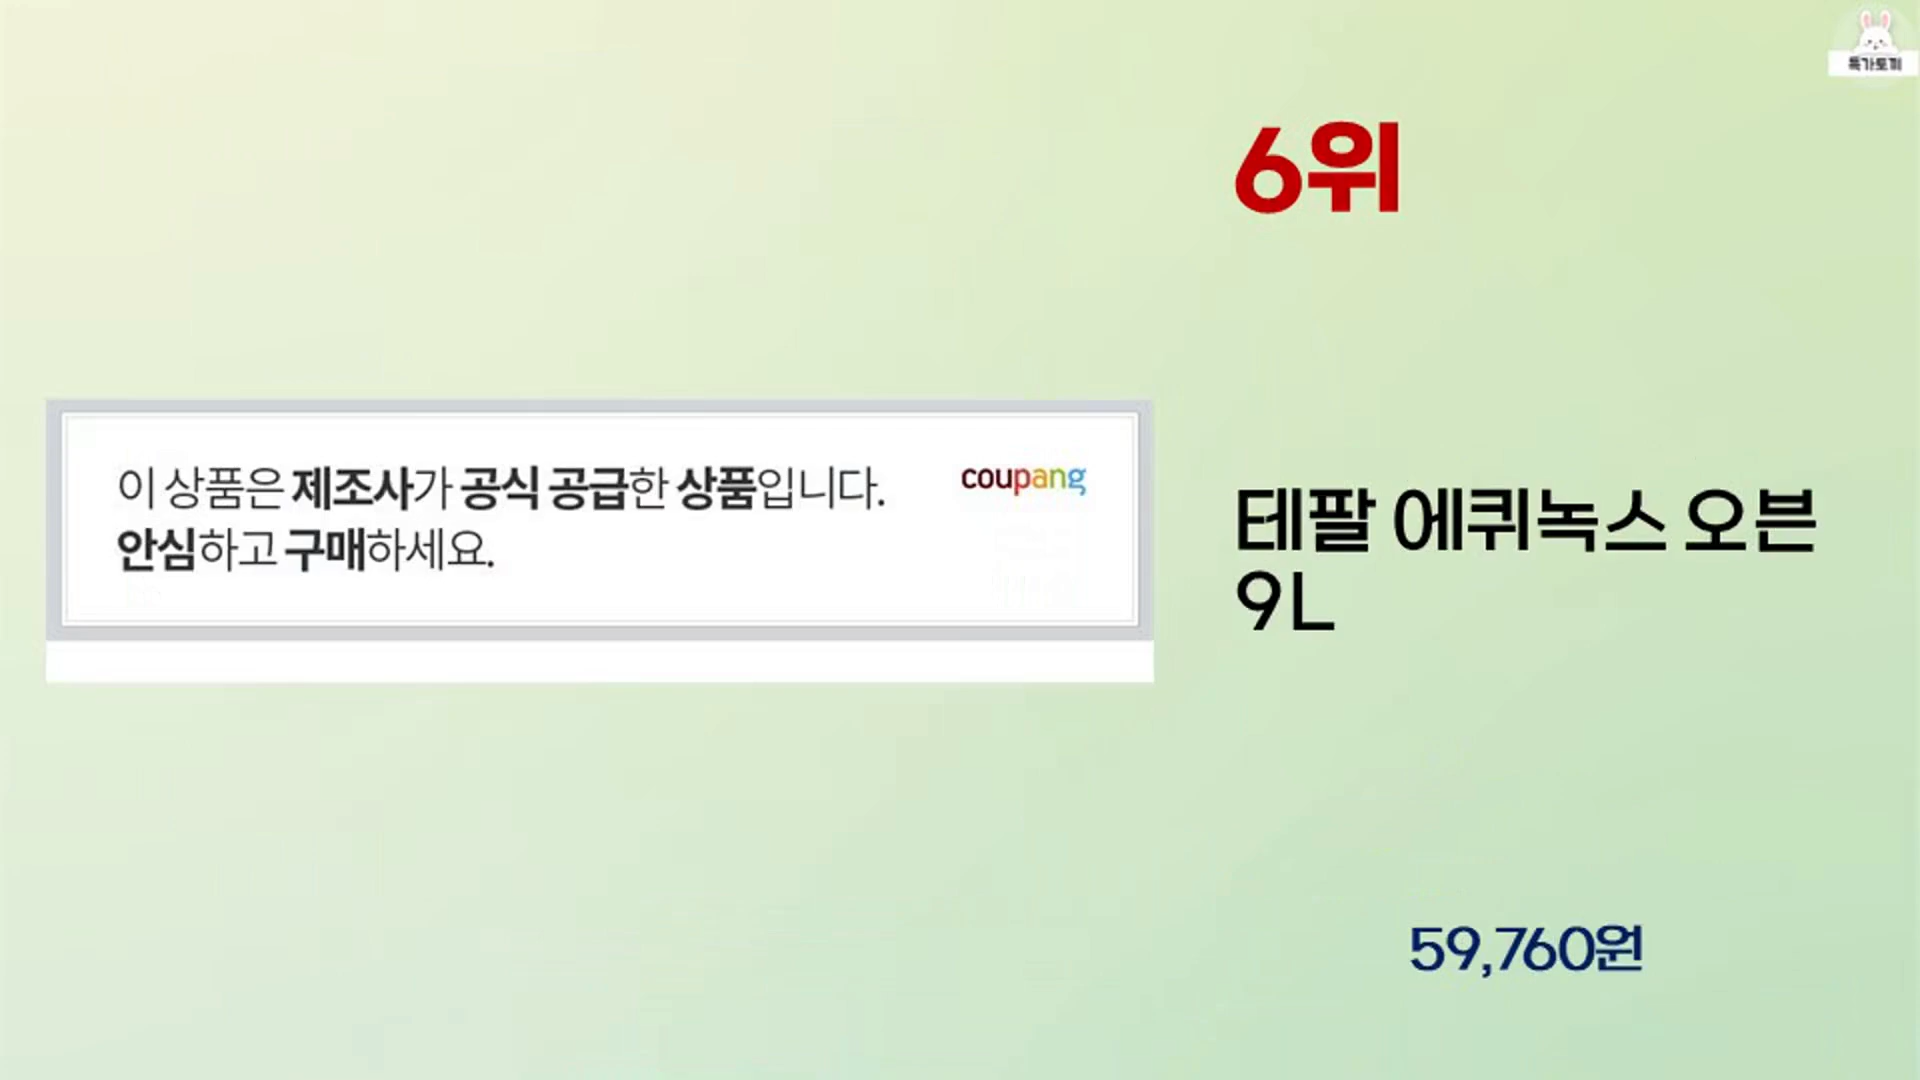 특가토끼
6위
이 상품은 제조사가 공식 공급한 상품입니다.
안심하고 구매하세요.
coupang
테팔 에퀴녹스 오븐
9L
59,760원